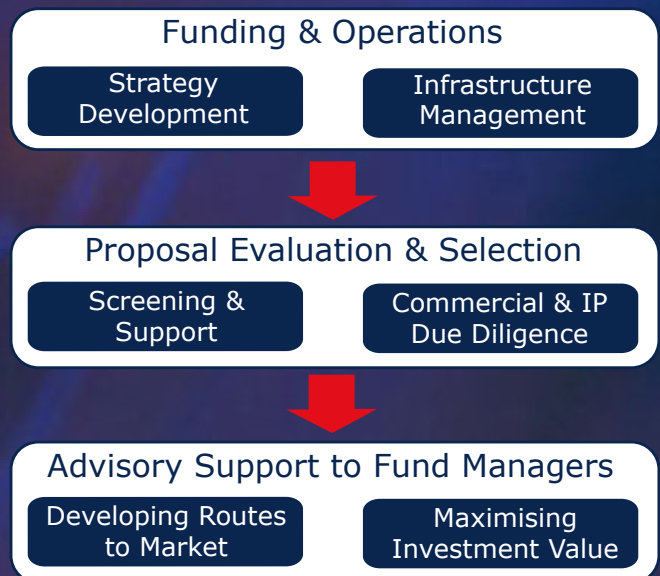 Funding & Operations
Strategy
Development
Infrastructure
Management
Proposal Evaluation & Selection
Screening &
Support
Commercial & IP
Due Diligence
Advisory Support to Fund Managers
Developing Routes
to Market
Maximising
Investment Value